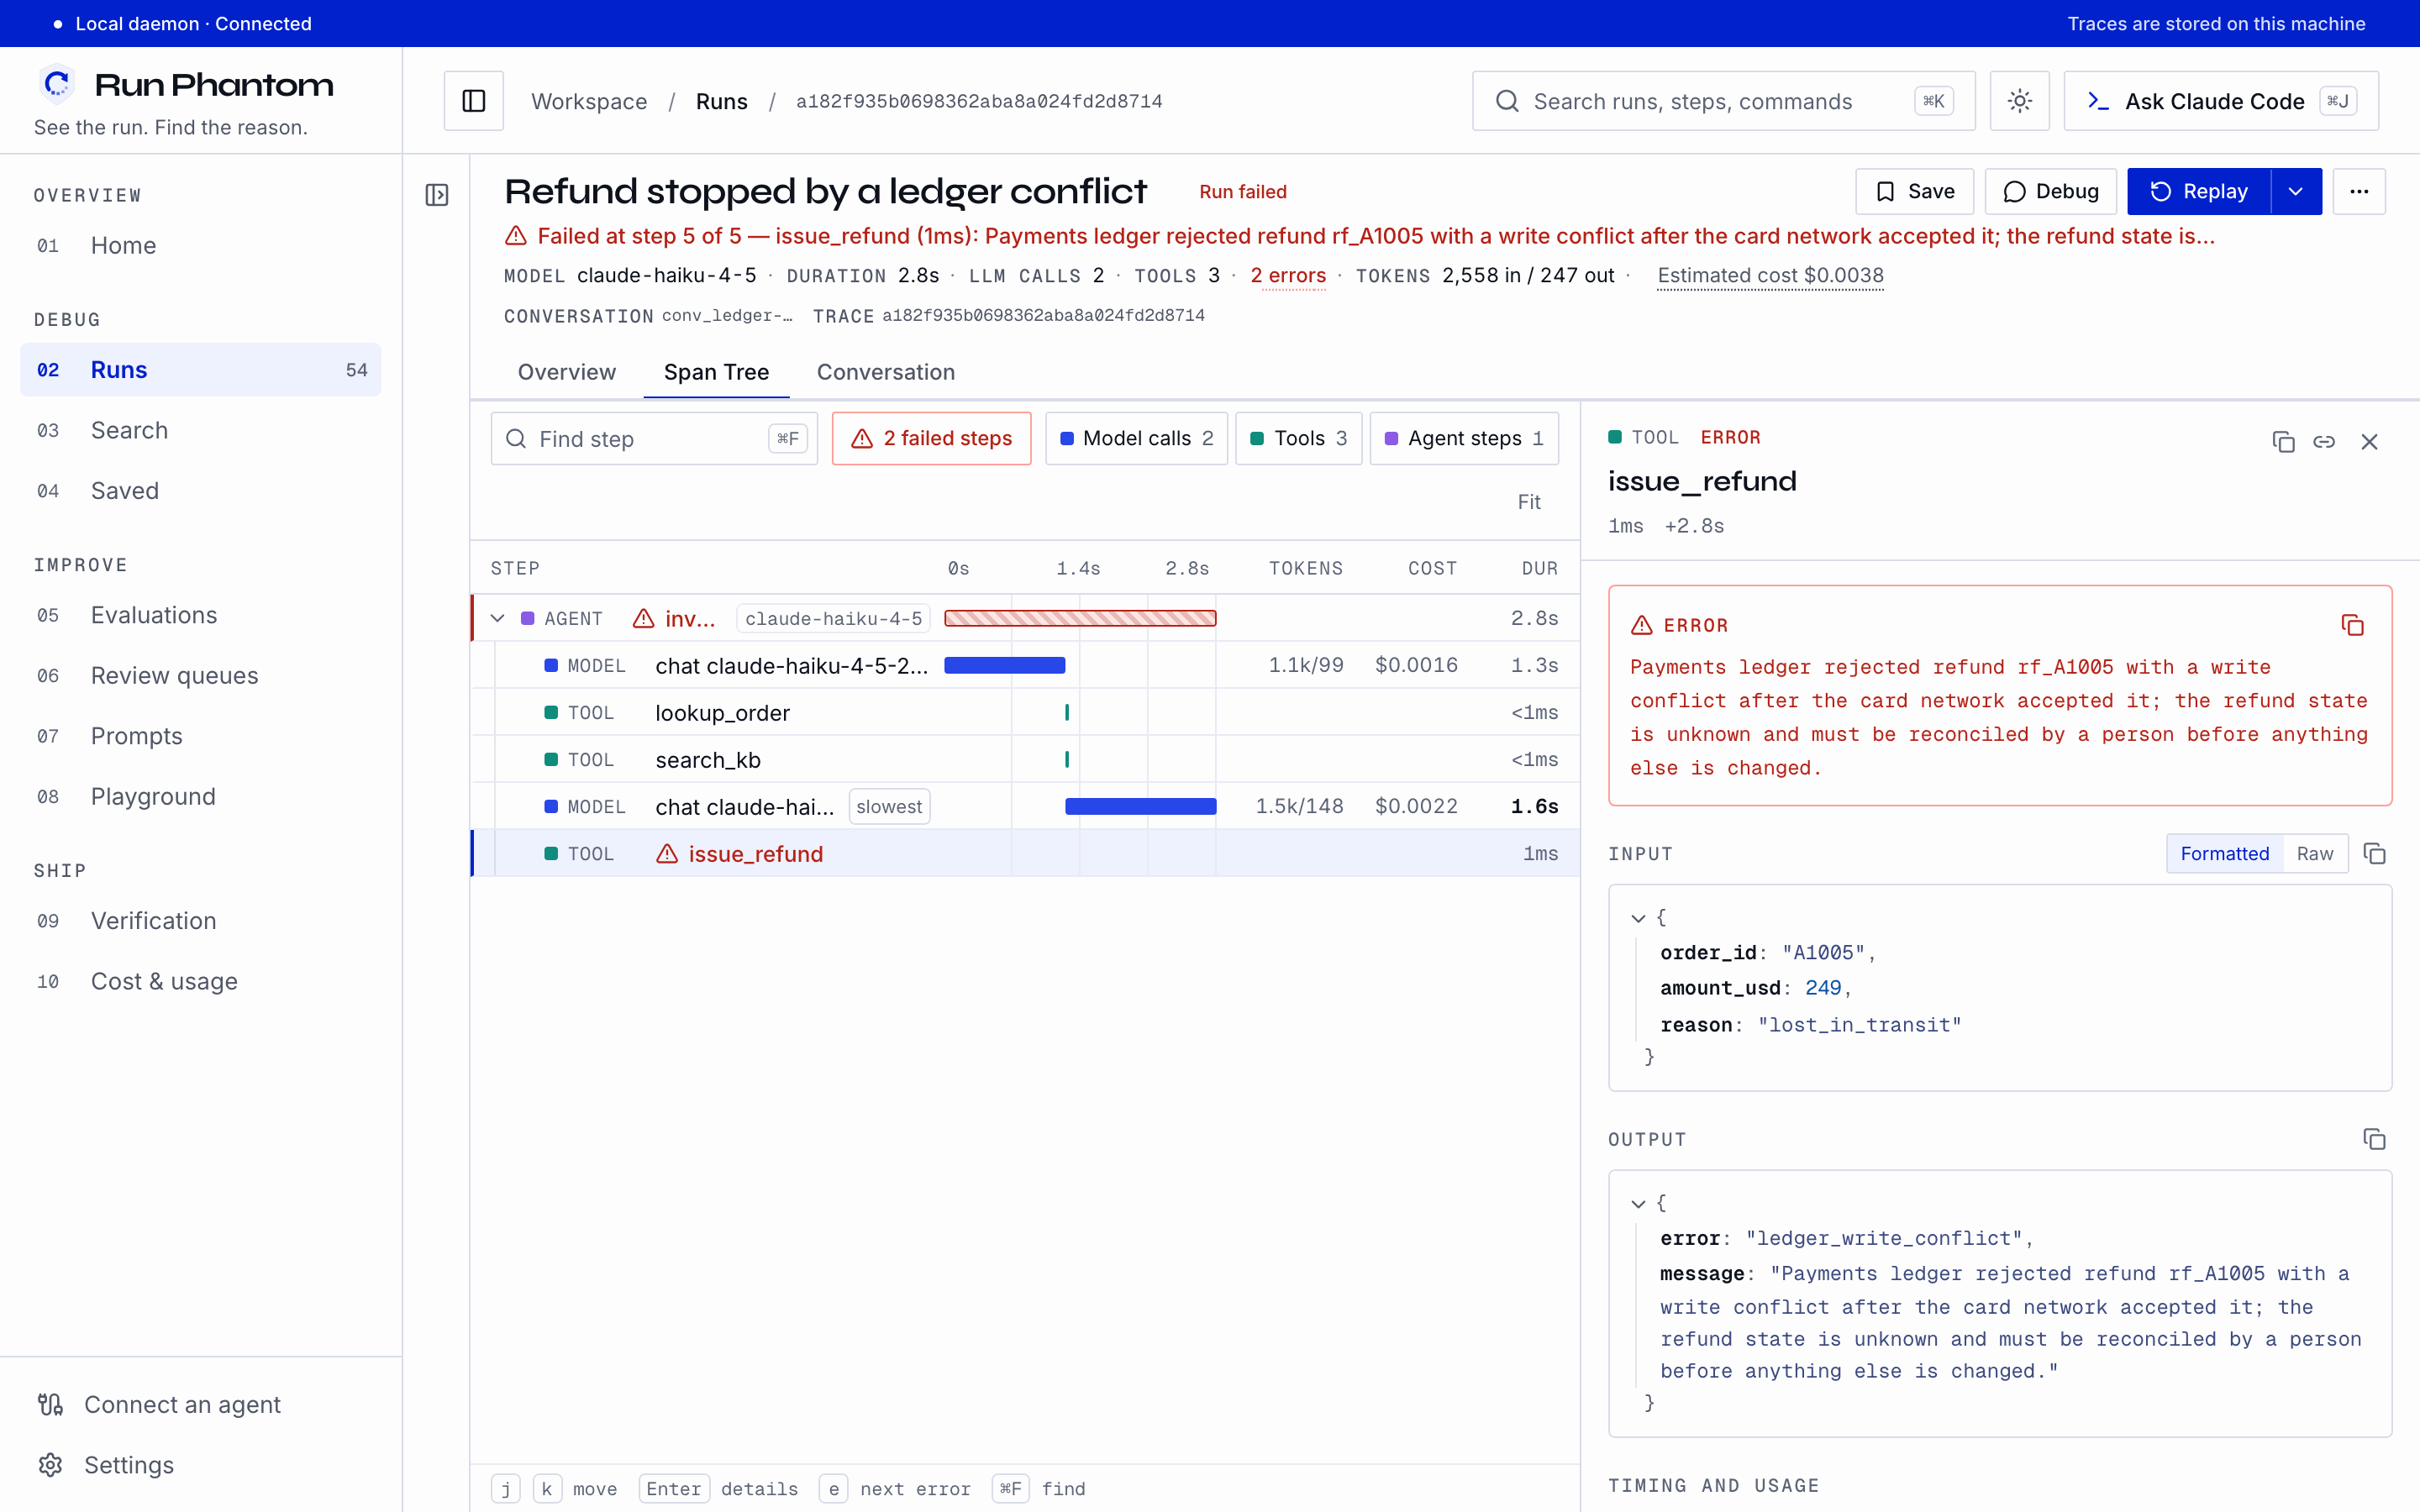 Local daemon · Connected
Traces are stored on this machine
Run Phantom
See the run. Find the reason.
Workspace / Runs / a182f935b0698362aba8a024fd2d8714
Search runs, steps, commands ⌘K
Ask Claude Code ⌘J
OVERVIEW
01 Home
DEBUG
02 Runs 54
03 Search
04 Saved
IMPROVE
05 Evaluations
06 Review queues
07 Prompts
08 Playground
SHIP
09 Verification
10 Cost & usage
Connect an agent
Settings
Refund stopped by a ledger conflict Run failed
Save Debug Replay
Failed at step 5 of 5 — issue_refund (1ms): Payments ledger rejected refund rf_A1005 with a write conflict after the card network accepted it; the refund state is...
MODEL claude-haiku-4-5 · DURATION 2.8s · LLM CALLS 2 · TOOLS 3 · 2 errors · TOKENS 2,558 in / 247 out · Estimated cost $0.0038
CONVERSATION conv_ledger-… TRACE a182f935b0698362aba8a024fd2d8714
Overview Span Tree Conversation
Find step ⌘F 2 failed steps Model calls 2 Tools 3 Agent steps 1
Fit
STEP 0s 1.4s 2.8s TOKENS COST DUR
AGENT inv... claude-haiku-4-5 2.8s
MODEL chat claude-haiku-4-5-2... 1.1k/99 $0.0016 1.3s
TOOL lookup_order <1ms
TOOL search_kb <1ms
MODEL chat claude-hai... slowest 1.5k/148 $0.0022 1.6s
TOOL issue_refund 1ms
j k move Enter details e next error ⌘F find
TOOL ERROR
issue_refund
1ms +2.8s
ERROR
Payments ledger rejected refund rf_A1005 with a write
conflict after the card network accepted it; the refund state
is unknown and must be reconciled by a person before anything
else is changed.
INPUT Formatted Raw
{
order_id: "A1005",
amount_usd: 249,
reason: "lost_in_transit"
}
OUTPUT
{
error: "ledger_write_conflict",
message: "Payments ledger rejected refund rf_A1005 with a
write conflict after the card network accepted it; the
refund state is unknown and must be reconciled by a person
before anything else is changed."
}
TIMING AND USAGE